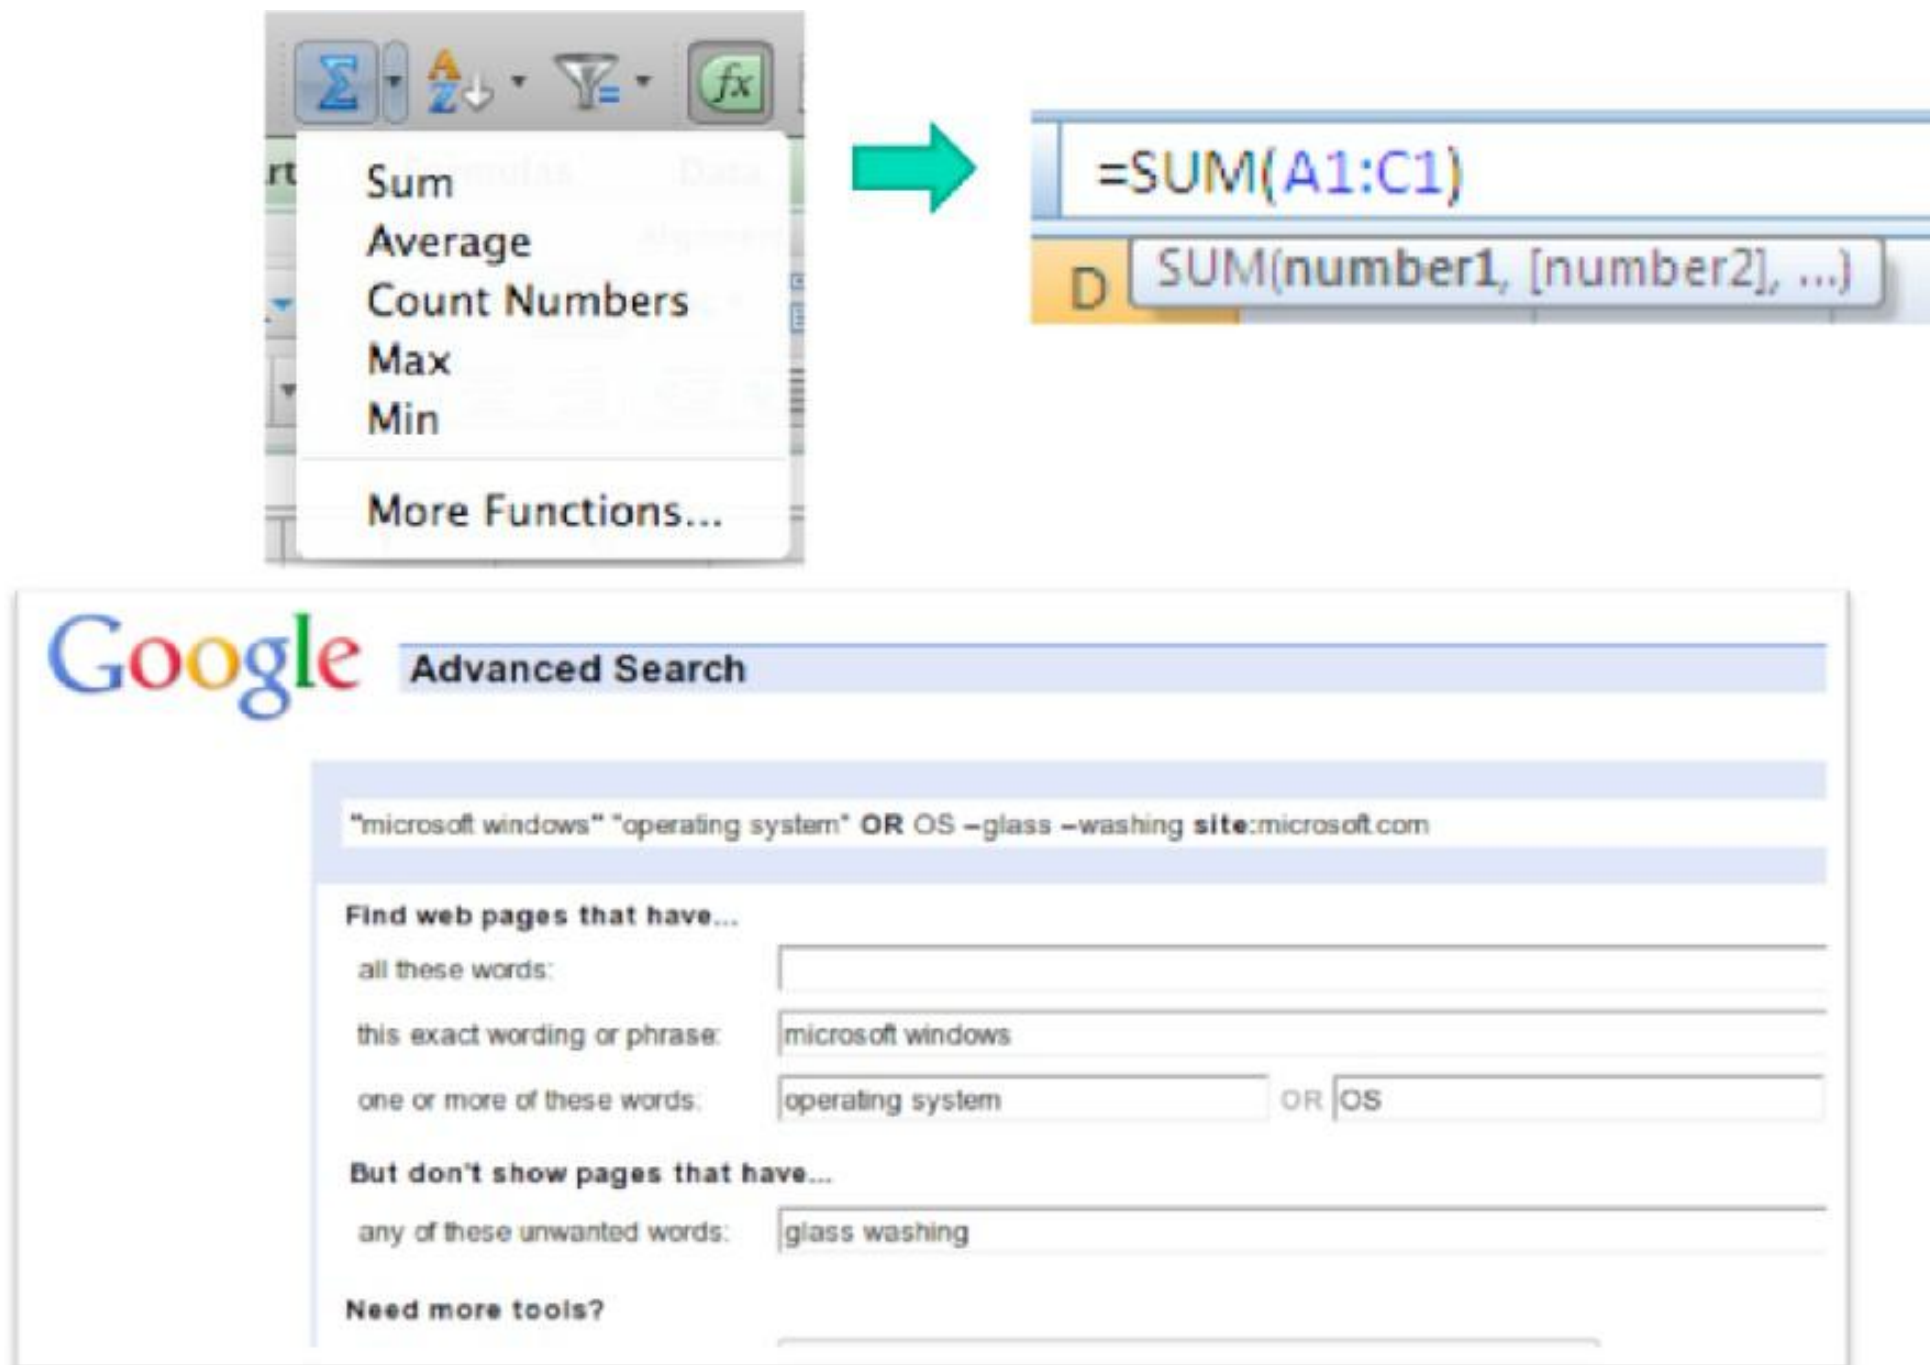 fx
rt
Sum
Average
Count Numbers
Max
Min
More Functions...
=SUM(A1:C1)
D SUM(number1, [number2], ...)
Google Advanced Search
"microsoft windows" "operating system" OR OS –glass –washing site:microsoft.com
Find web pages that have...
all these words:
this exact wording or phrase: microsoft windows
one or more of these words: operating system OR OS
But don't show pages that have...
any of these unwanted words: glass washing
Need more tools?